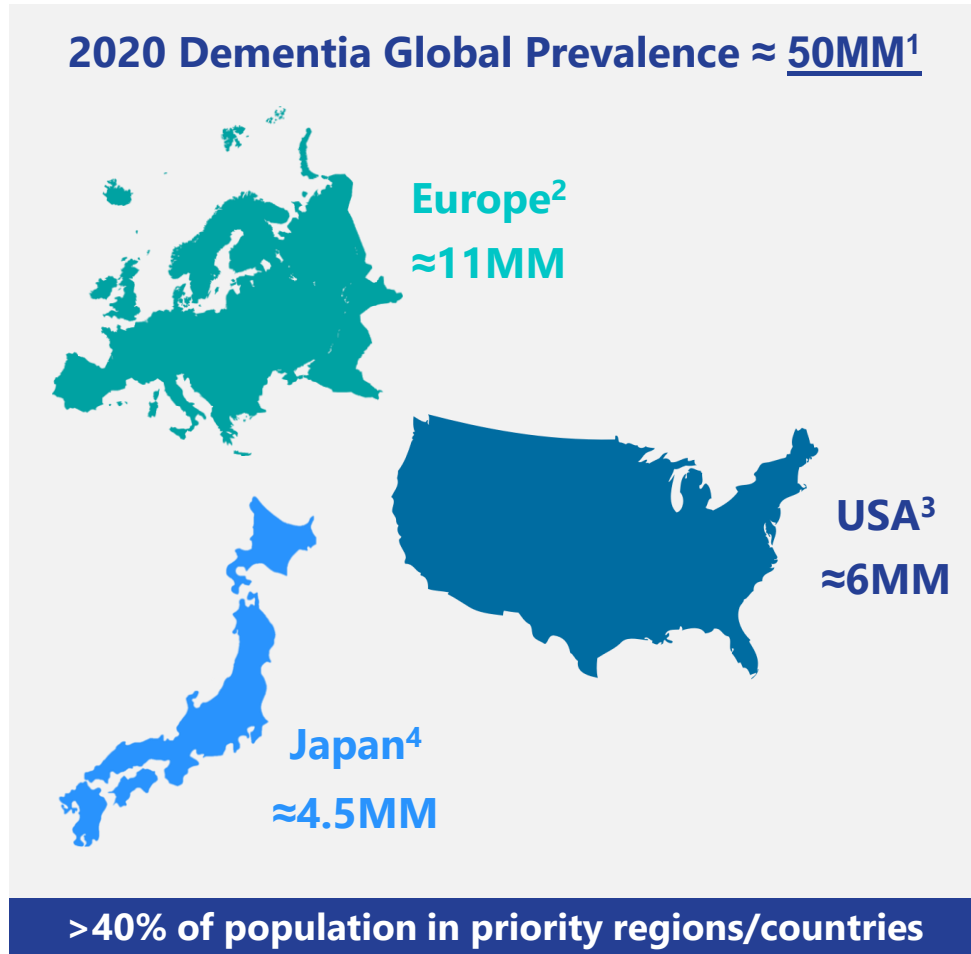 2020 Dementia Global Prevalence ≈ 50MM¹
Europe²
≈11MM
USA³
≈6MM
Japan⁴
≈4.5MM
>40% of population in priority regions/countries